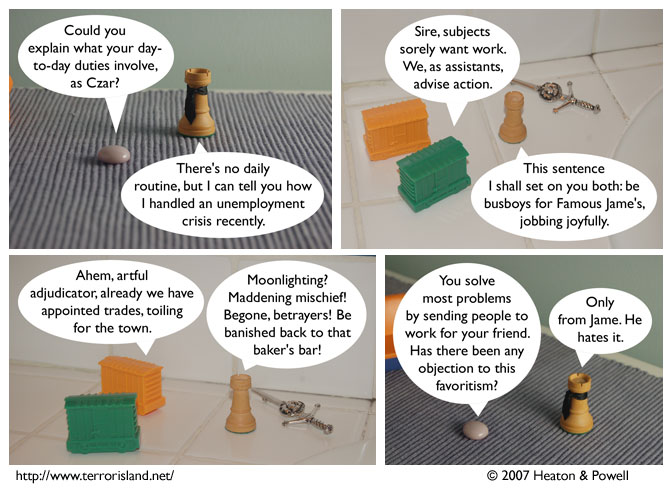 Could you
explain what your day-
to-day duties involve,
as Czar?
There's no daily
routine, but I can tell you how
I handled an unemployment
crisis recently.
Sire, subjects
sorely want work.
We, as assistants,
advise action.
This sentence
I shall set on you both: be
busboys for Famous Jame's,
jobbing joyfully.
Ahem, artful
adjudicator, already we have
appointed trades, toiling
for the town.
Moonlighting?
Maddening mischief!
Begone, betrayers! Be
banished back to that
baker's bar!
You solve
most problems
by sending people to
work for your friend.
Has there been any
objection to this
favoritism?
Only
from Jame. He
hates it.
http://www.terrorisland.net/
© 2007 Heaton & Powell